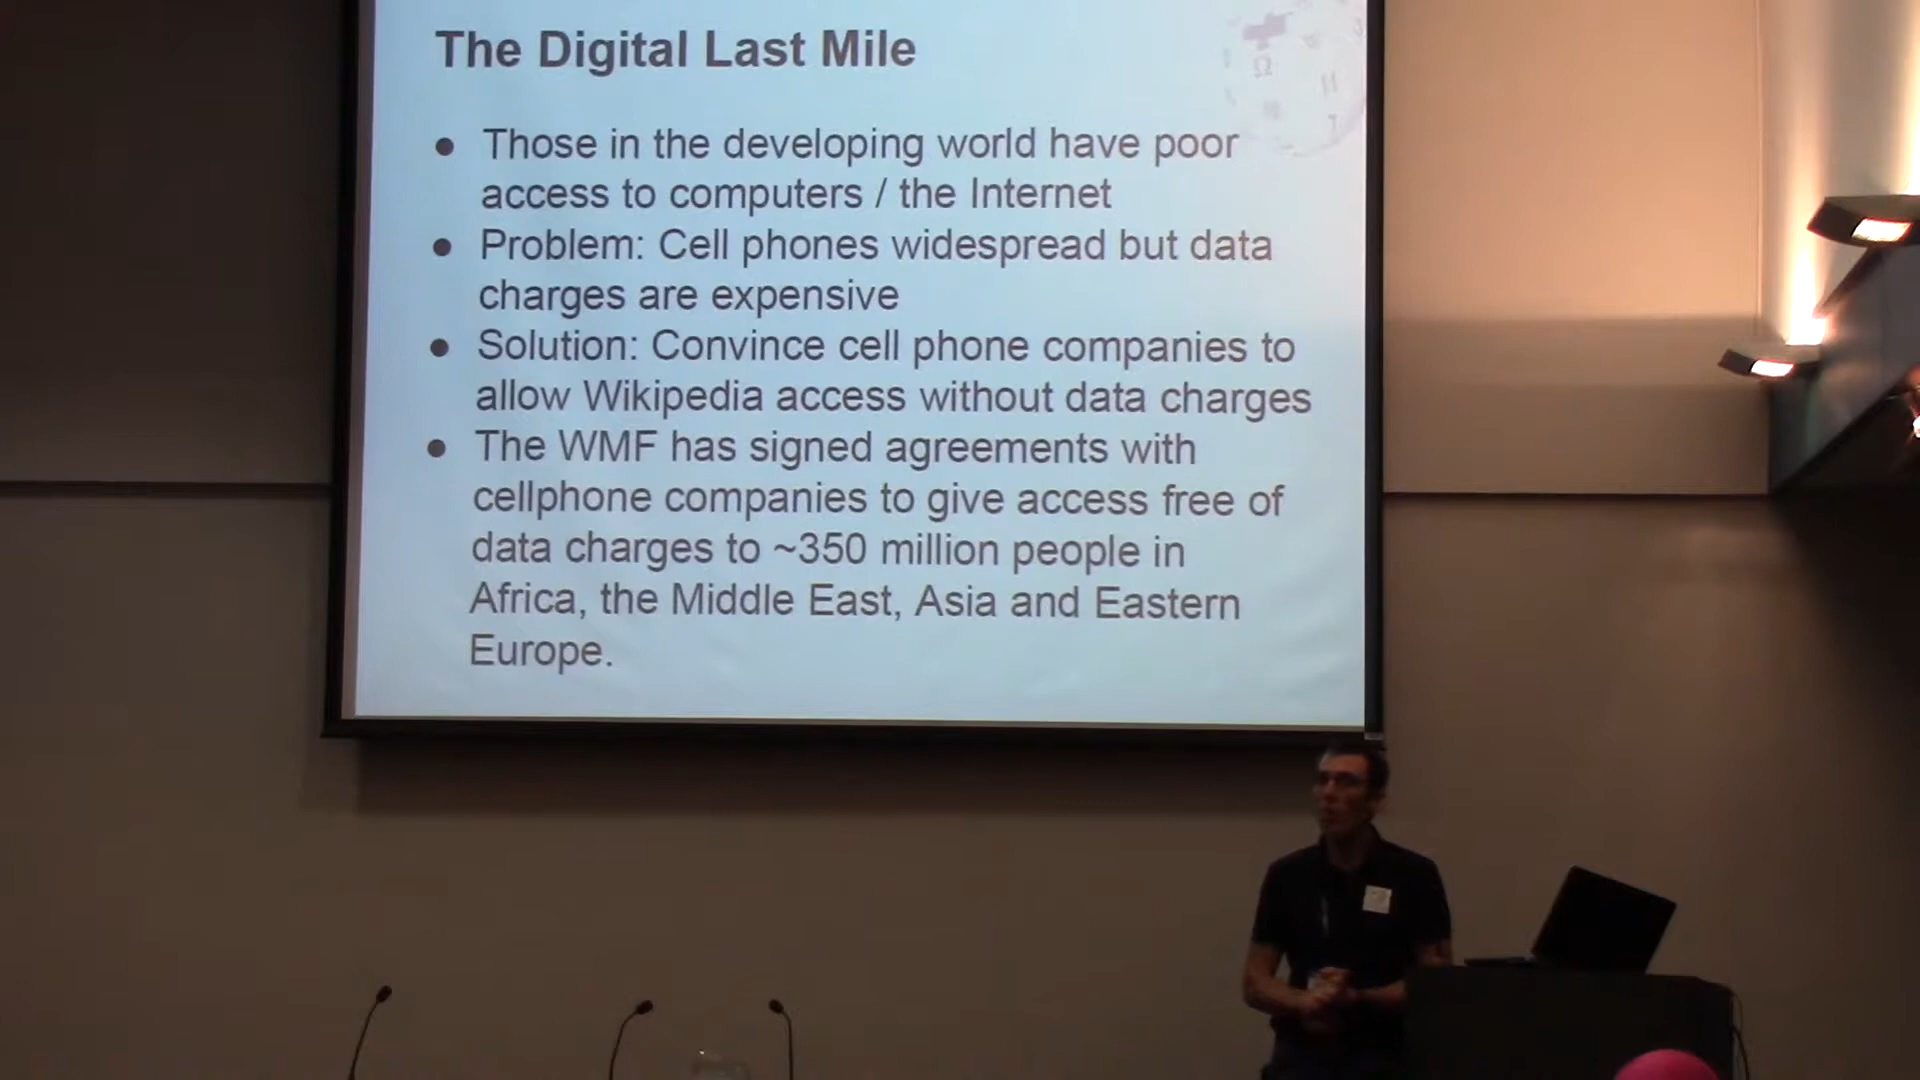 The Digital Last Mile
● Those in the developing world have poor
access to computers / the Internet
● Problem: Cell phones widespread but data
charges are expensive
● Solution: Convince cell phone companies to
allow Wikipedia access without data charges
● The WMF has signed agreements with
cellphone companies to give access free of
data charges to ~350 million people in
Africa, the Middle East, Asia and Eastern
Europe.